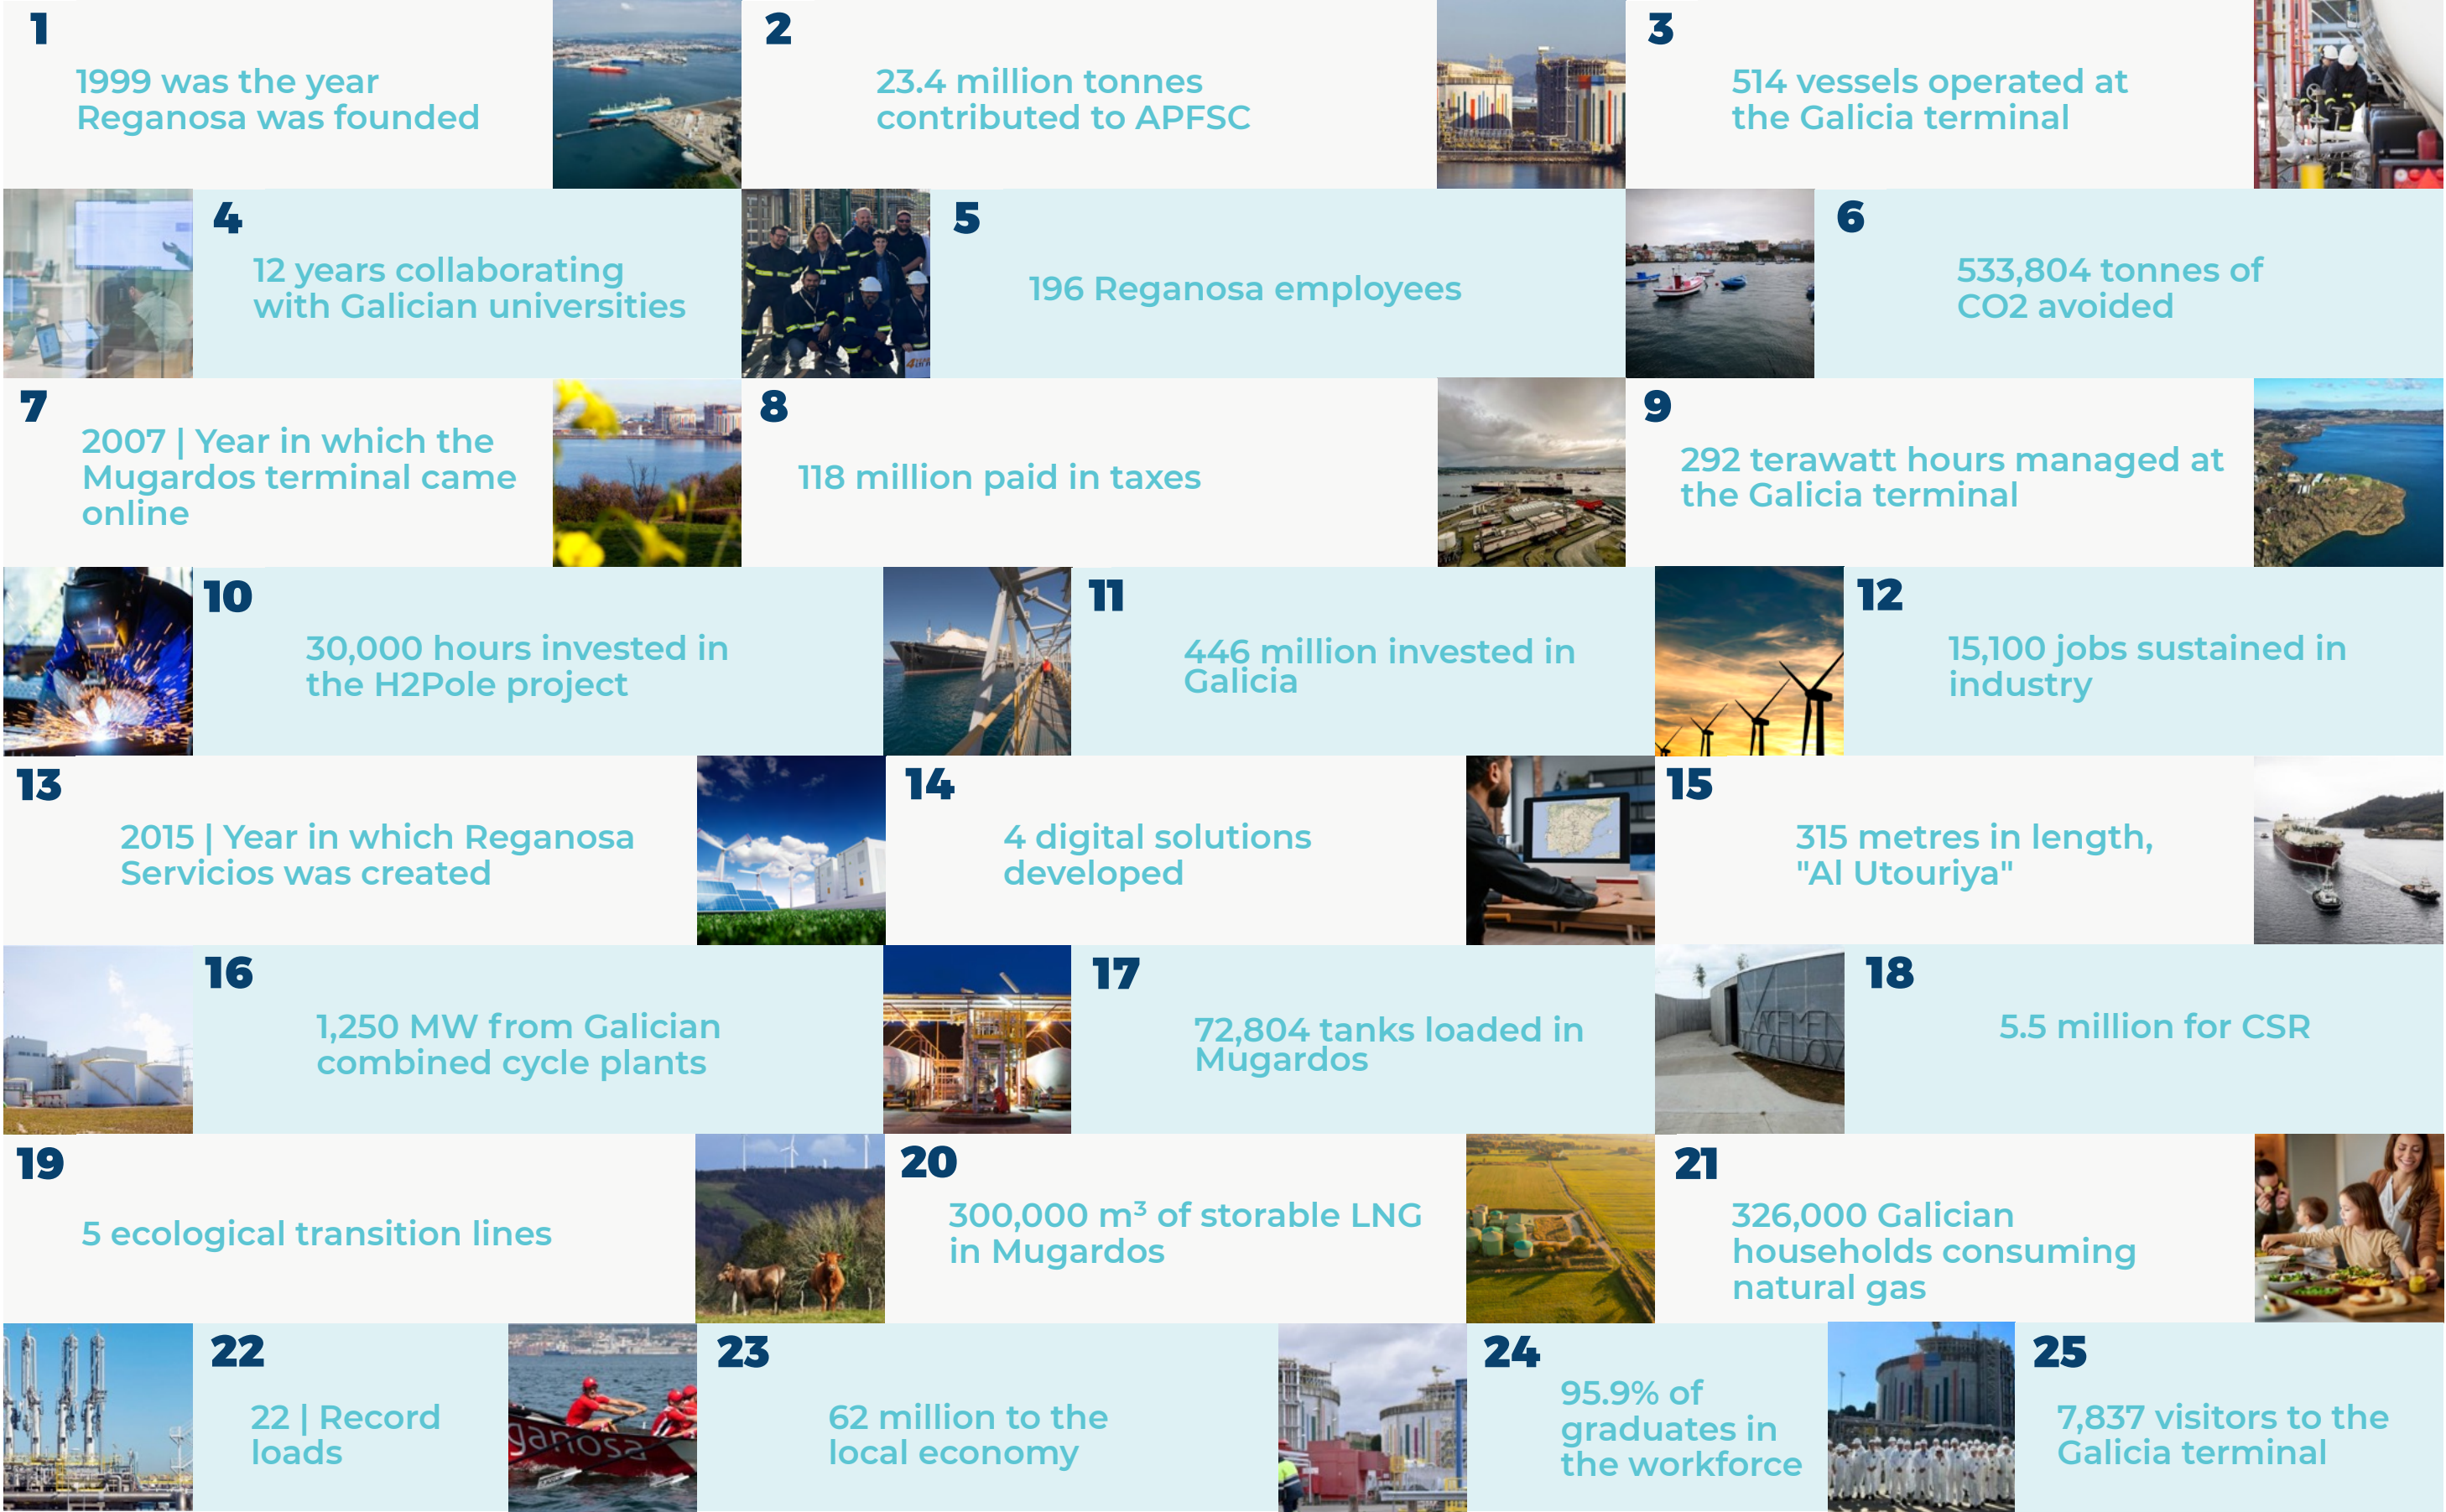 1
1999 was the year
Reganosa was founded
2
23.4 million tonnes
contributed to APFSC
3
514 vessels operated at
the Galicia terminal
4
12 years collaborating
with Galician universities
5
196 Reganosa employees
6
533,804 tonnes of
CO2 avoided
7
2007 | Year in which the
Mugardos terminal came
online
8
118 million paid in taxes
9
292 terawatt hours managed at
the Galicia terminal
10
30,000 hours invested in
the H2Pole project
11
446 million invested in
Galicia
12
15,100 jobs sustained in
industry
13
2015 | Year in which Reganosa
Servicios was created
14
4 digital solutions
developed
15
315 metres in length,
"Al Utouriya"
16
1,250 MW from Galician
combined cycle plants
17
72,804 tanks loaded in
Mugardos
18
5.5 million for CSR
19
5 ecological transition lines
20
300,000 m³ of storable LNG
in Mugardos
21
326,000 Galician
households consuming
natural gas
22
22 | Record
loads
ganosa
23
62 million to the
local economy
24
95.9% of
graduates in
the workforce
25
7,837 visitors to the
Galicia terminal